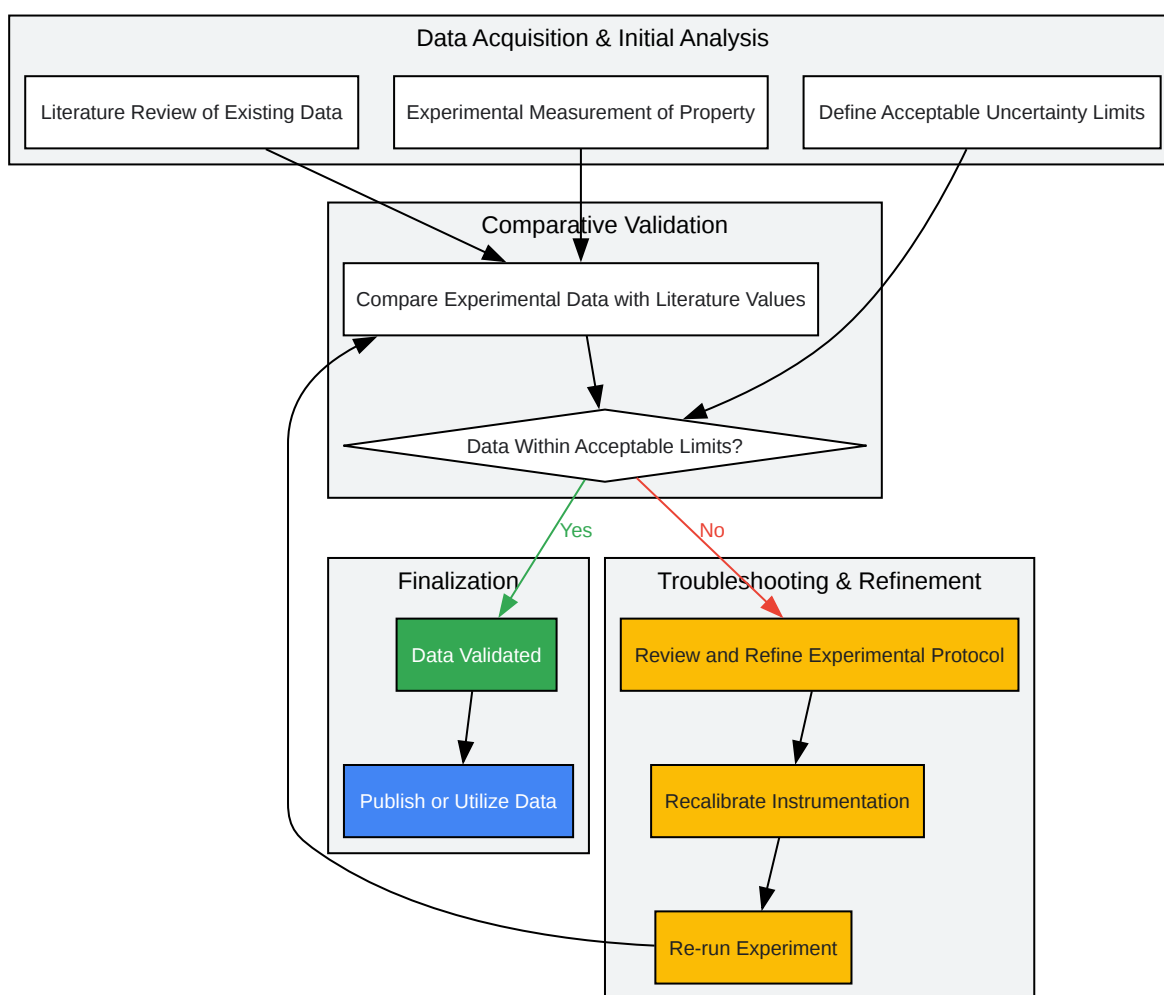 Data Acquisition & Initial Analysis
Literature Review of Existing Data
Experimental Measurement of Property
Define Acceptable Uncertainty Limits
Comparative Validation
Compare Experimental Data with Literature Values
Data Within Acceptable Limits?
Yes
No
Finalization
Troubleshooting & Refinement
Data Validated
Review and Refine Experimental Protocol
Publish or Utilize Data
Recalibrate Instrumentation
Re-run Experiment